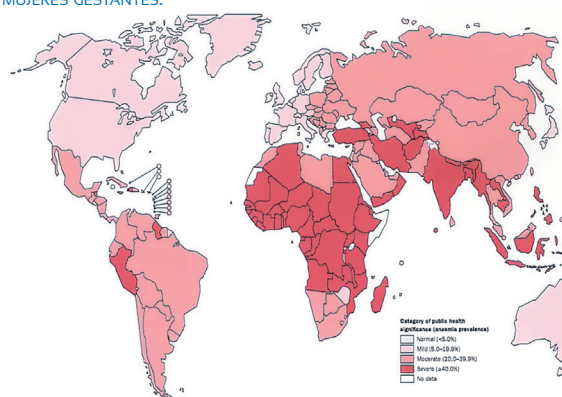 MUJERES GESTANTES.
Category of public health
significance (anaemia prevalence)
Normal (<5.0%)
Mild (5.0–19.9%)
Moderate (20.0–39.9%)
Severe (≥40.0%)
No data